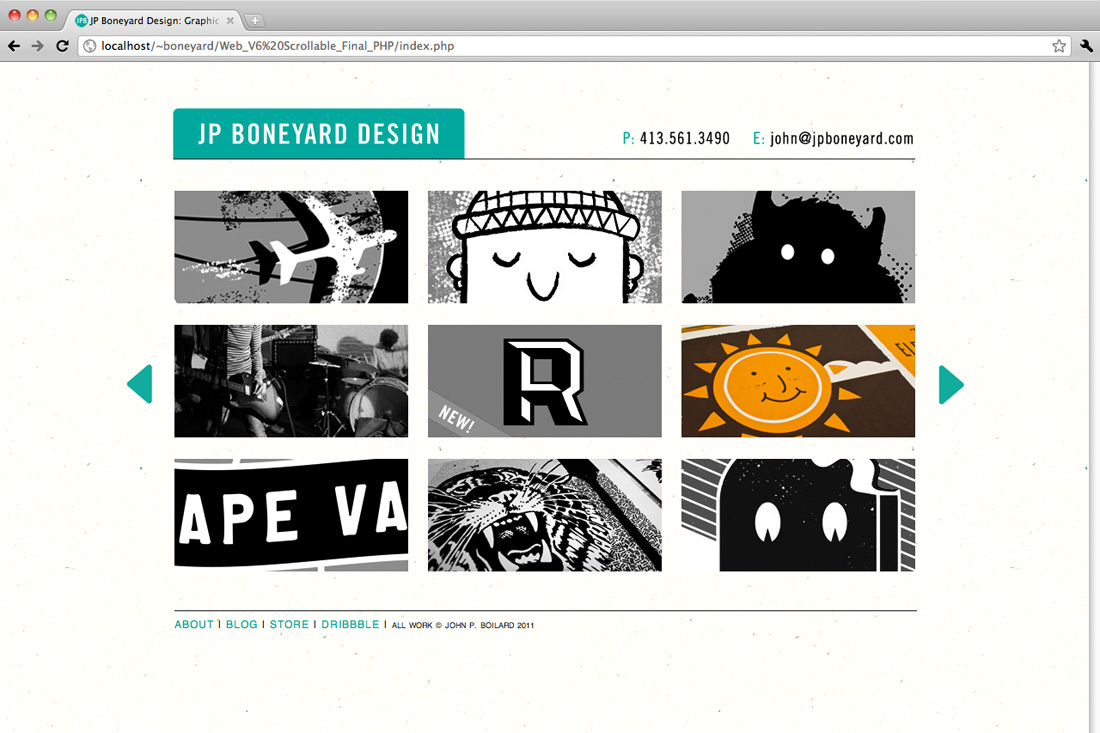 JP Boneyard Design: Graphic
localhost/~boneyard/Web_V6%20Scrollable_Final_PHP/index.php
JP BONEYARD DESIGN
P: 413.561.3490 E: john@jpboneyard.com
NEW!
R
APE VA
ABOUT | BLOG | STORE | DRIBBBLE | ALL WORK © JOHN P. BOILARD 2011